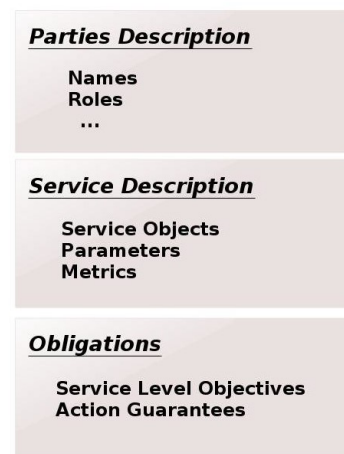 Parties Description
Names
Roles
...
Service Description
Service Objects
Parameters
Metrics
Obligations
Service Level Objectives
Action Guarantees